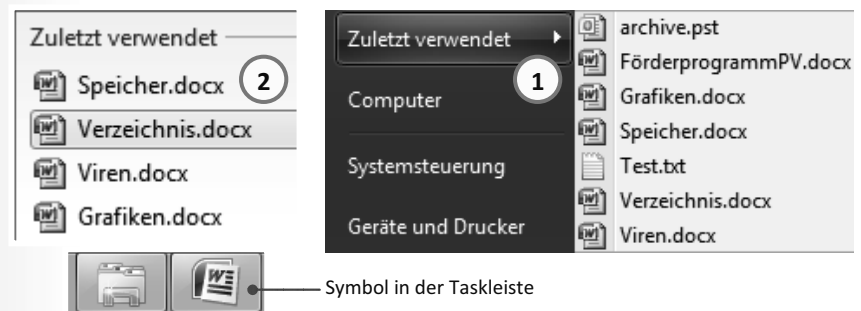 Zuletzt verwendet
Speicher.docx
2
Verzeichnis.docx
Viren.docx
Grafiken.docx
Zuletzt verwendet
1
Computer
Systemsteuerung
Geräte und Drucker
archive.pst
FörderprogrammPV.docx
Grafiken.docx
Speicher.docx
Test.txt
Verzeichnis.docx
Viren.docx
Symbol in der Taskleiste